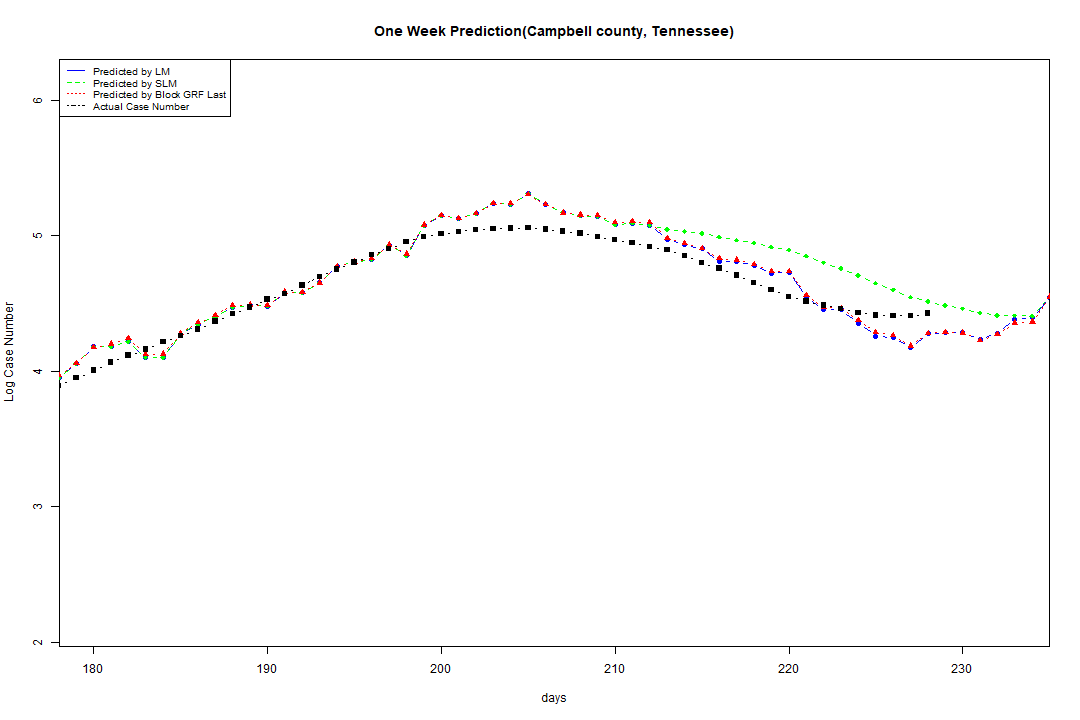 One Week Prediction(Campbell county, Tennessee)
Predicted by LM
Predicted by SLM
Predicted by Block GRF Last
Actual Case Number
6
5
4
3
2
Log Case Number
180 190 200 210 220 230
days